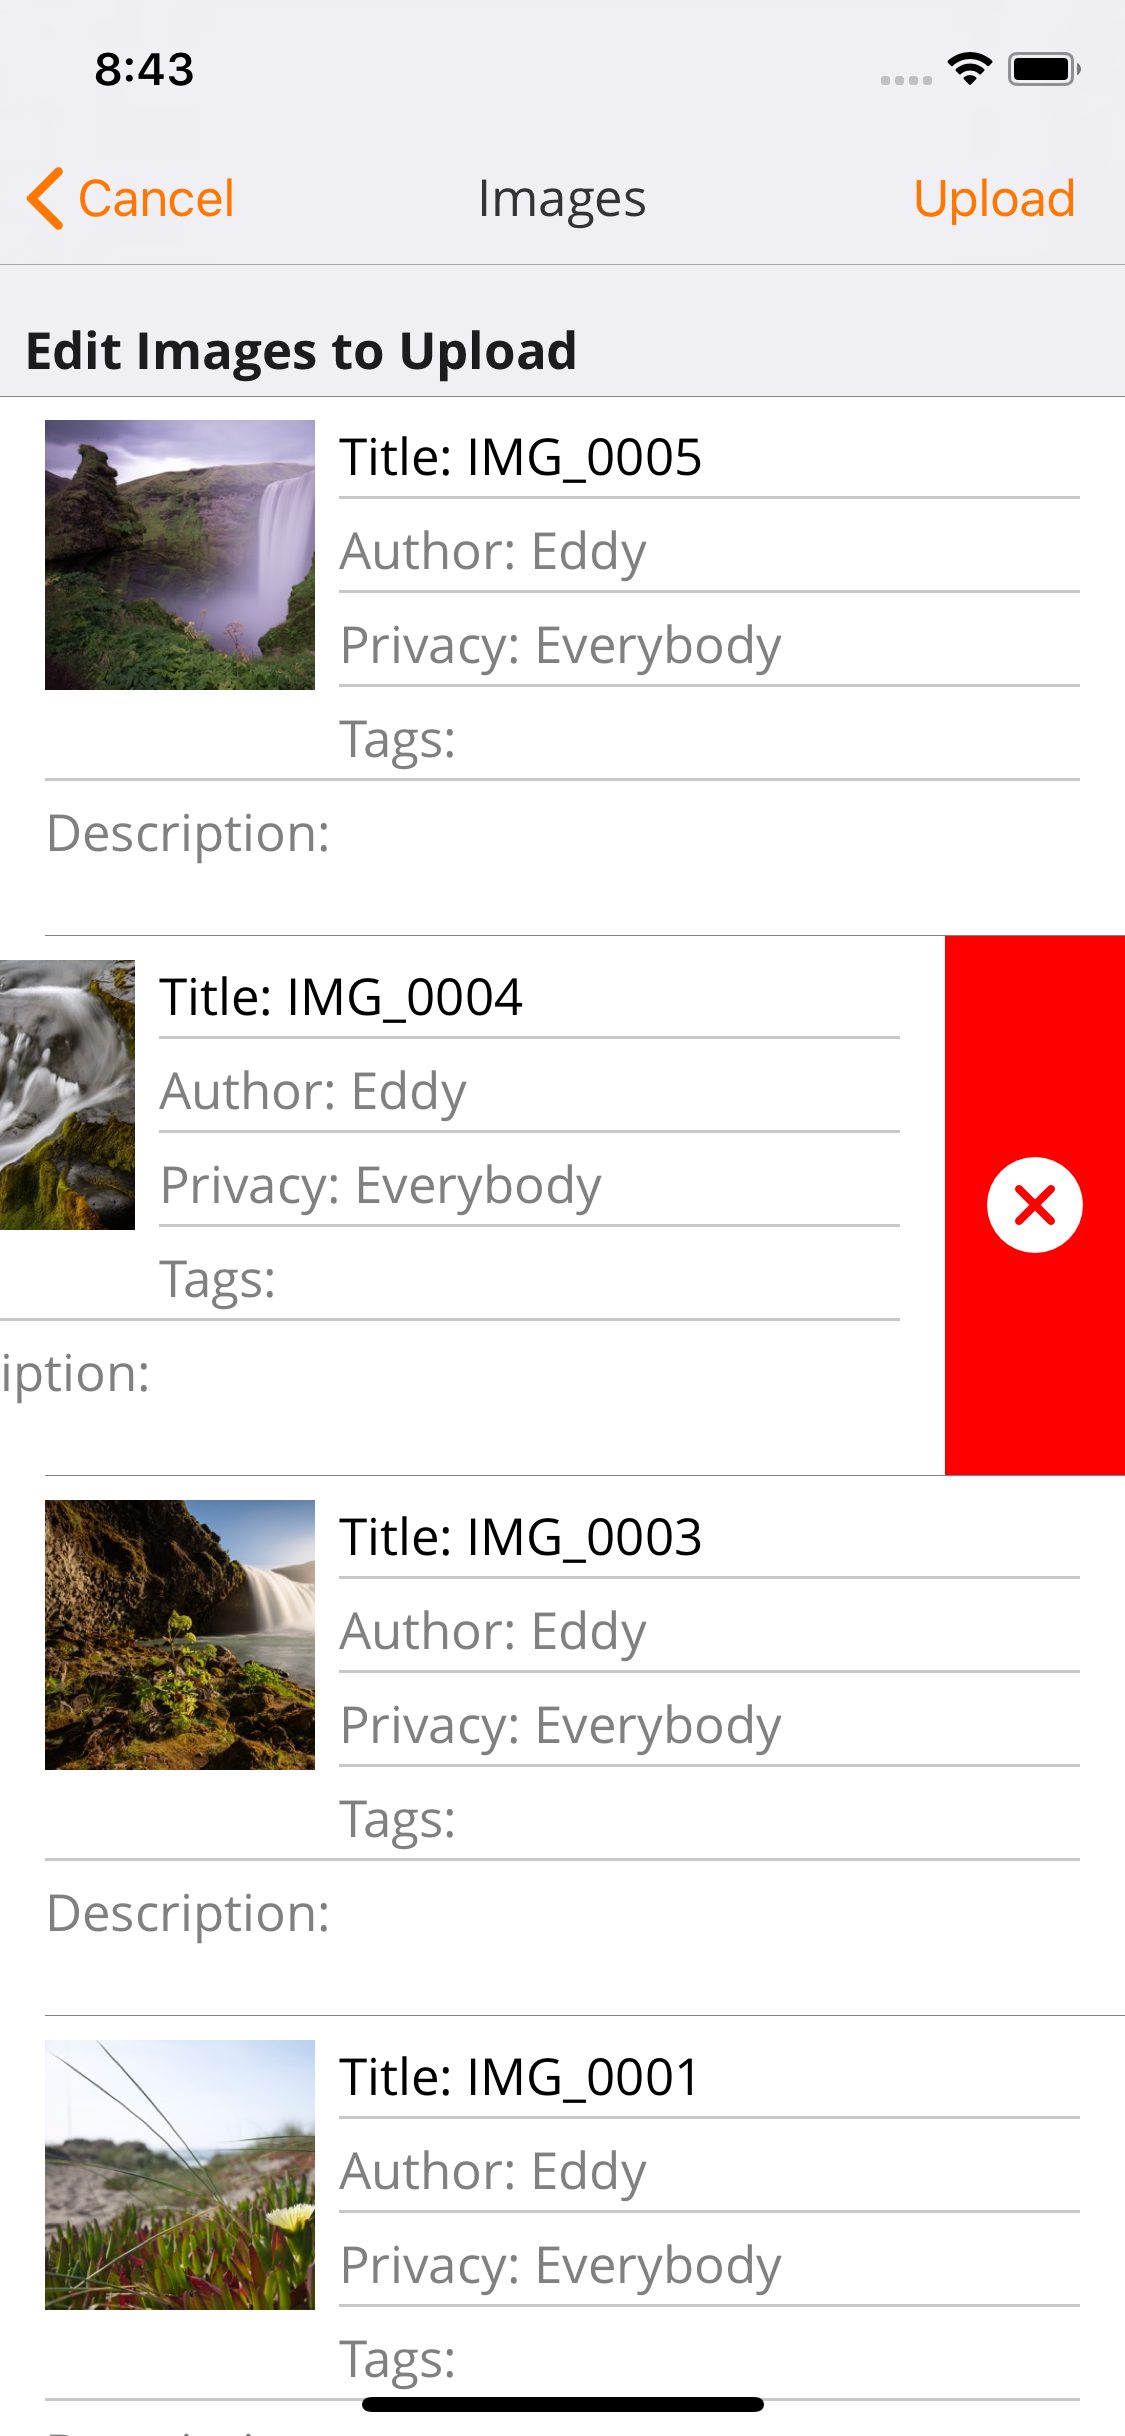 8:43
Cancel Images Upload
Edit Images to Upload
Title: IMG_0005
Author: Eddy
Privacy: Everybody
Tags:
Description:
Title: IMG_0004
Author: Eddy
Privacy: Everybody
Tags:
iption:
Title: IMG_0003
Author: Eddy
Privacy: Everybody
Tags:
Description:
Title: IMG_0001
Author: Eddy
Privacy: Everybody
Tags: